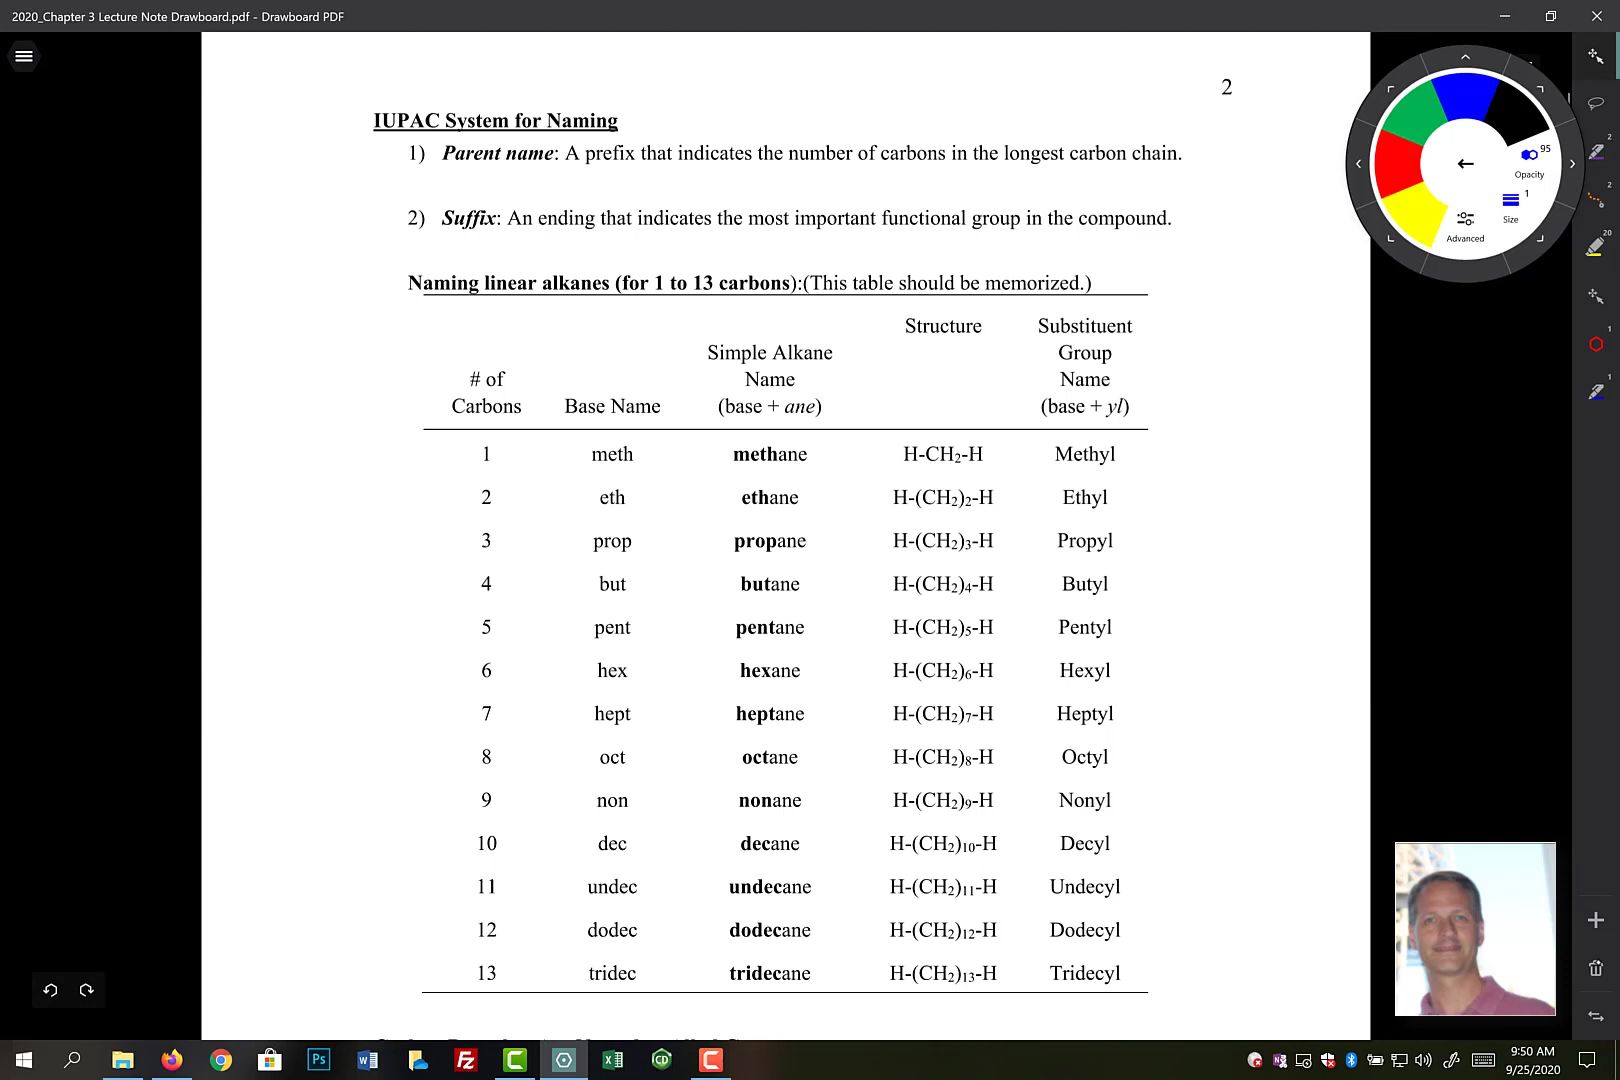 2020_Chapter 3 Lecture Note Drawboard.pdf - Drawboard PDF
2
IUPAC System for Naming
1) Parent name: A prefix that indicates the number of carbons in the longest carbon chain.
2) Suffix: An ending that indicates the most important functional group in the compound.
Naming linear alkanes (for 1 to 13 carbons):(This table should be memorized.)
# of Carbons Base Name Simple Alkane Name (base + ane) Structure Substituent Group Name (base + yl)
1 meth methane H-CH₂-H Methyl
2 eth ethane H-(CH₂)₂-H Ethyl
3 prop propane H-(CH₂)₃-H Propyl
4 but butane H-(CH₂)₄-H Butyl
5 pent pentane H-(CH₂)₅-H Pentyl
6 hex hexane H-(CH₂)₆-H Hexyl
7 hept heptane H-(CH₂)₇-H Heptyl
8 oct octane H-(CH₂)₈-H Octyl
9 non nonane H-(CH₂)₉-H Nonyl
10 dec decane H-(CH₂)₁₀-H Decyl
11 undec undecane H-(CH₂)₁₁-H Undecyl
12 dodec dodecane H-(CH₂)₁₂-H Dodecyl
13 tridec tridecane H-(CH₂)₁₃-H Tridecyl
95
Opacity
1
Size
Advanced
2
2
20
1
1
Ps
W
Fz
C
X
CD
C
N
9:50 AM
9/25/2020